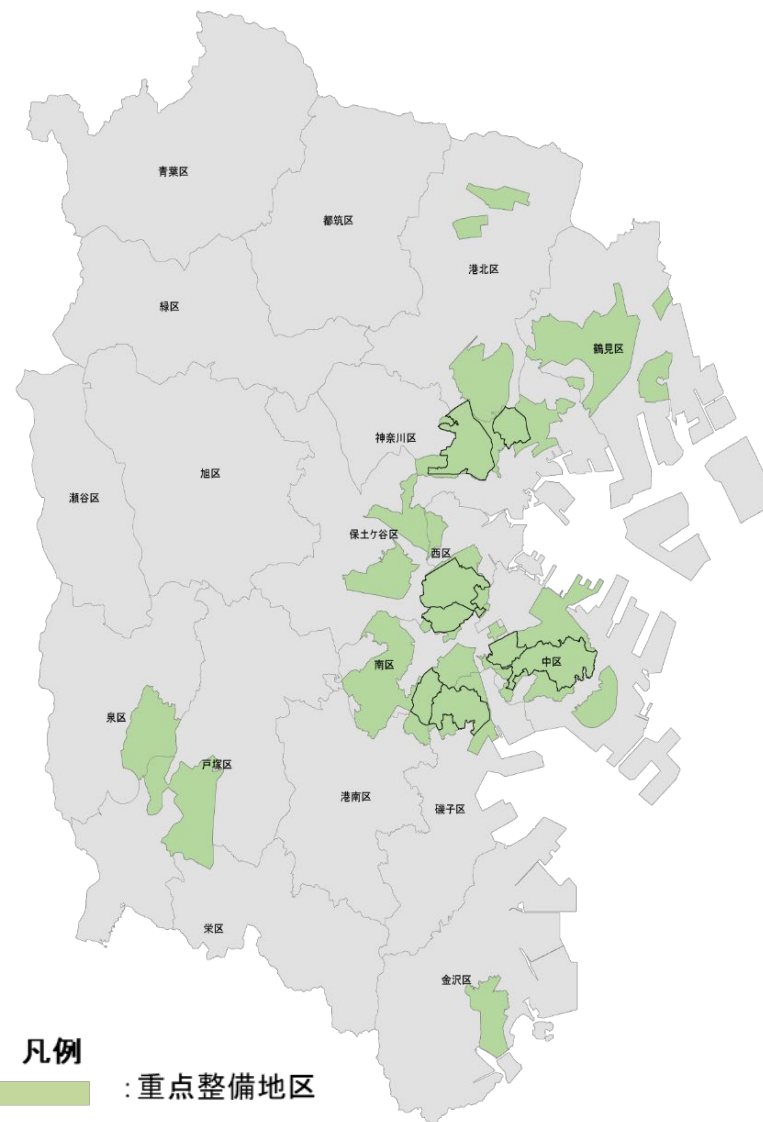 青葉区
都筑区
港北区
緑区
鶴見区
神奈川区
旭区
瀬谷区
保土ケ谷区
西区
中区
南区
泉区
戸塚区
港南区
磯子区
栄区
金沢区
凡例
:重点整備地区